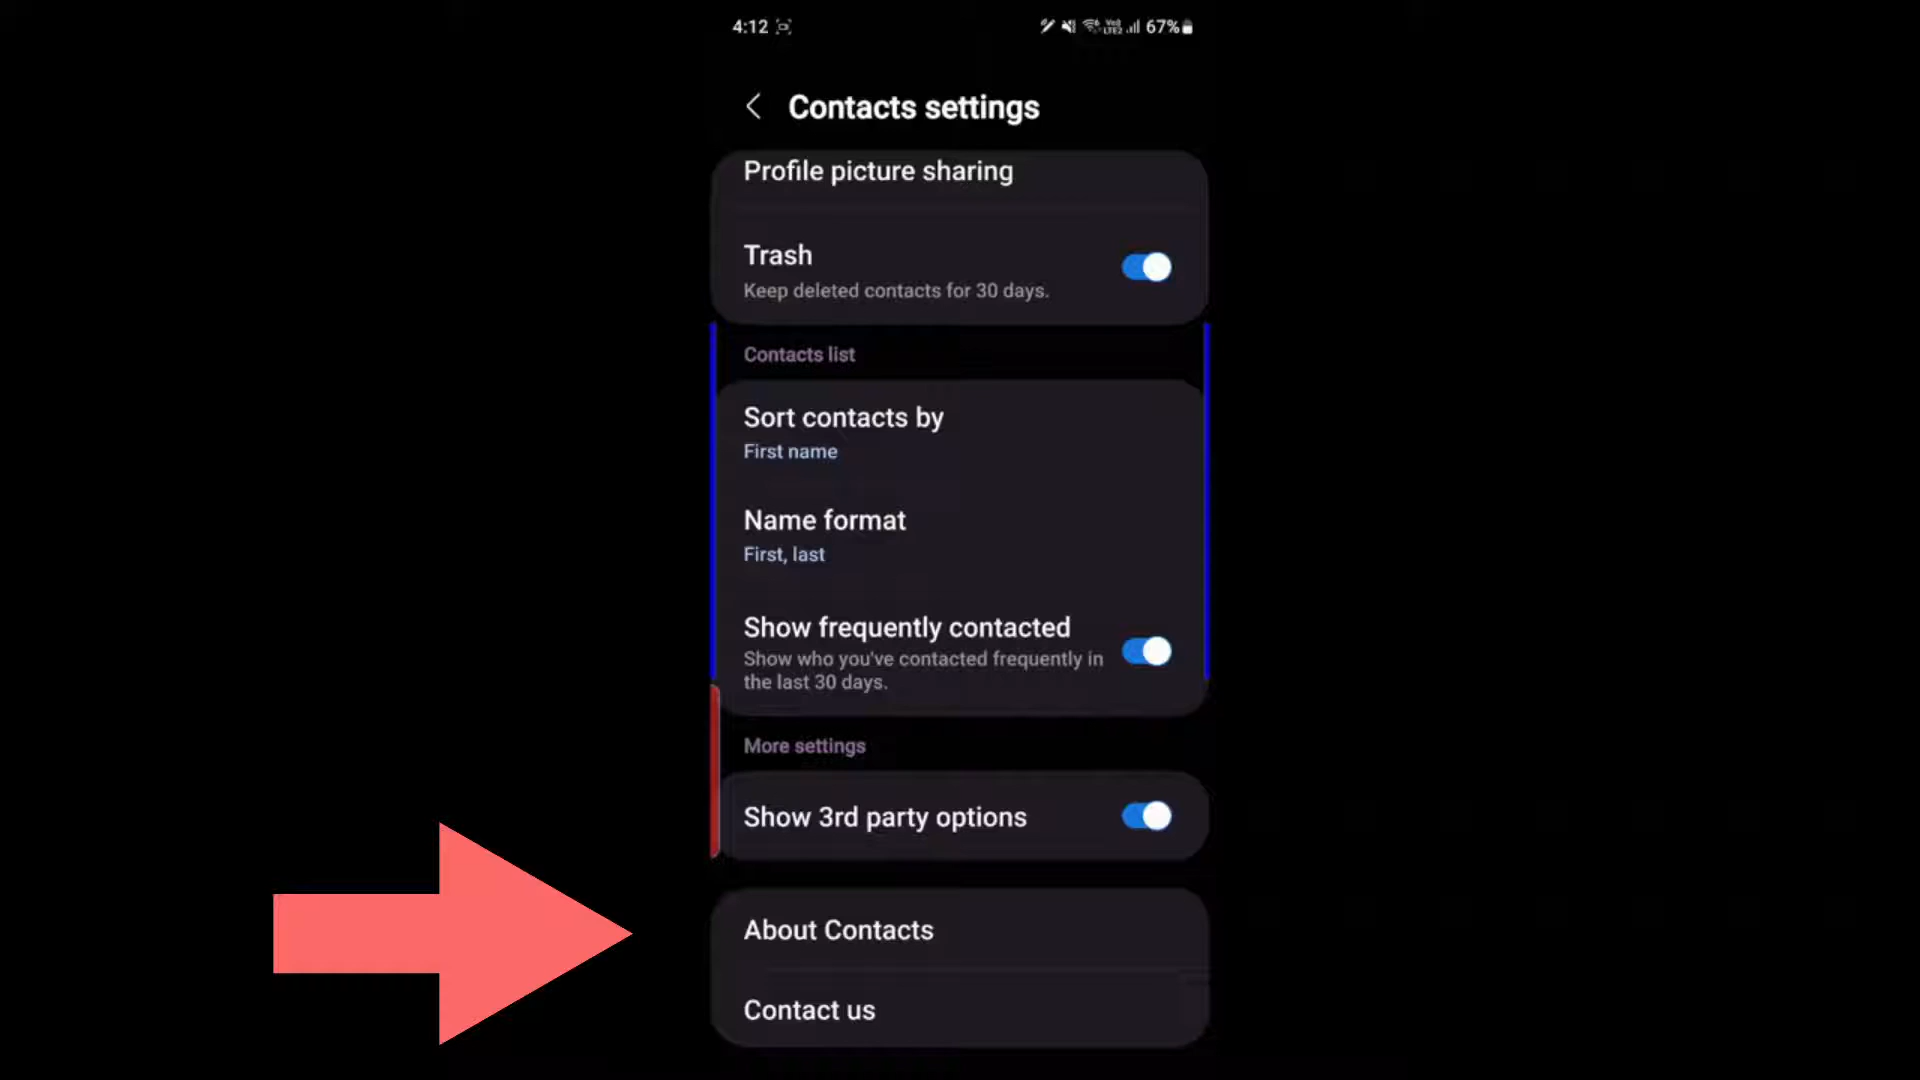 4:12 67%
Contacts settings
Profile picture sharing
Trash
Keep deleted contacts for 30 days.
Contacts list
Sort contacts by
First name
Name format
First, last
Show frequently contacted
Show who you've contacted frequently in
the last 30 days.
More settings
Show 3rd party options
About Contacts
Contact us